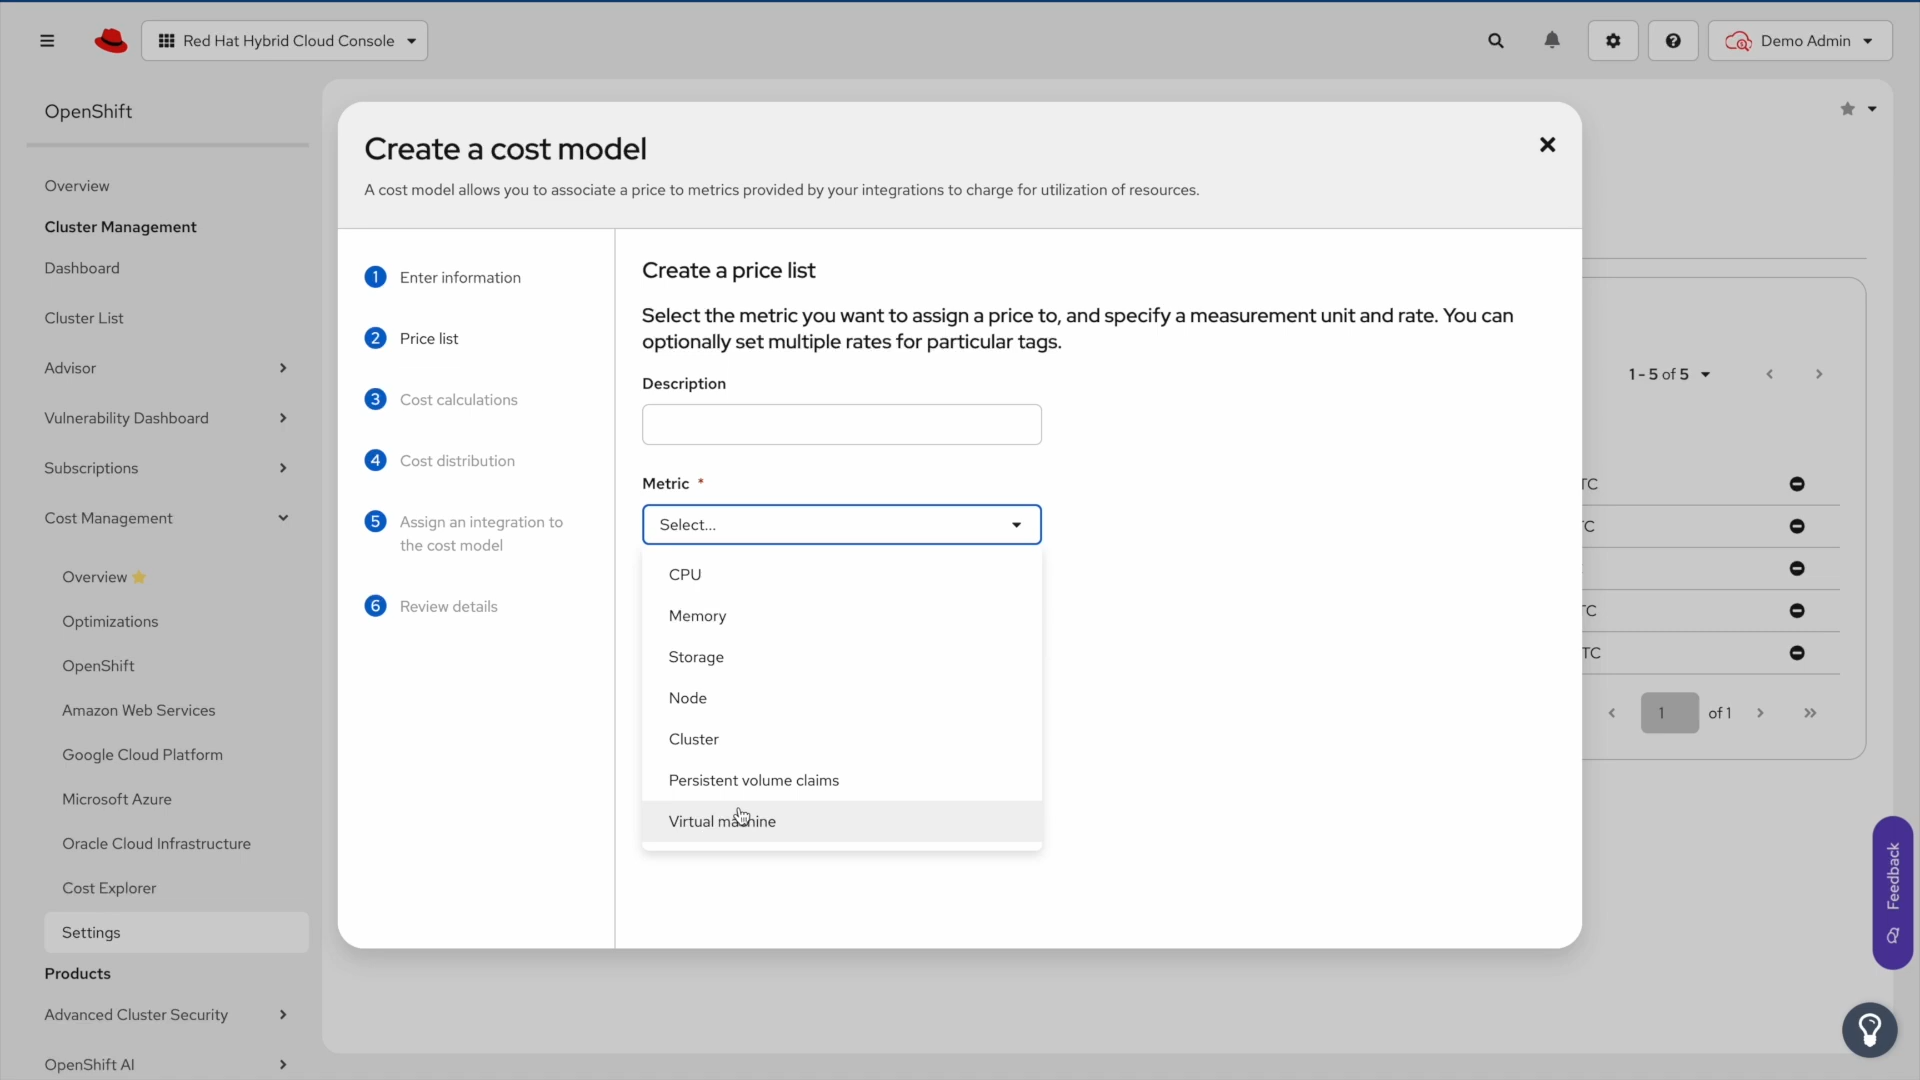 Red Hat Hybrid Cloud Console
Demo Admin
OpenShift
Overview
Cluster Management
Dashboard
Cluster List
Advisor
Vulnerability Dashboard
Subscriptions
Cost Management
Overview ⭐
Optimizations
OpenShift
Amazon Web Services
Google Cloud Platform
Microsoft Azure
Oracle Cloud Infrastructure
Cost Explorer
Settings
Products
Advanced Cluster Security
OpenShift AI
Create a cost model
A cost model allows you to associate a price to metrics provided by your integrations to charge for utilization of resources.
1 Enter information
2 Price list
3 Cost calculations
4 Cost distribution
5 Assign an integration to
the cost model
6 Review details
Create a price list
Select the metric you want to assign a price to, and specify a measurement unit and rate. You can
optionally set multiple rates for particular tags.
Description
Metric *
Select...
CPU
Memory
Storage
Node
Cluster
Persistent volume claims
Virtual machine
1 - 5 of 5
TC
TC
TC
TC
1 of 1
Feedback